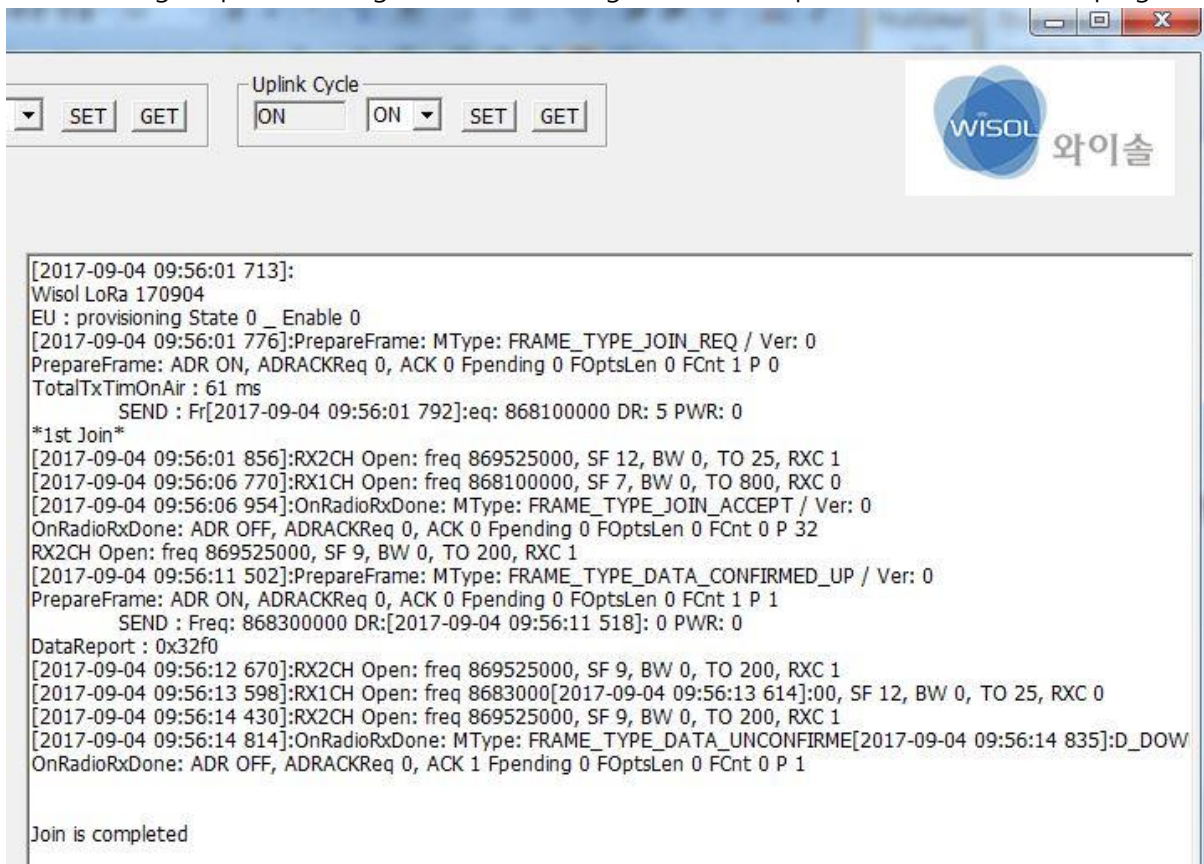 Uplink Cycle
SET GET ON ON SET GET
WISOL 와이솔
[2017-09-04 09:56:01 713]:
Wisol LoRa 170904
EU : provisioning State 0 _ Enable 0
[2017-09-04 09:56:01 776]:PrepareFrame: MType: FRAME_TYPE_JOIN_REQ / Ver: 0
PrepareFrame: ADR ON, ADRACKReq 0, ACK 0 Fpending 0 FOptsLen 0 FCnt 1 P 0
TotalTxTimOnAir : 61 ms
SEND : Fr[2017-09-04 09:56:01 792]:eq: 868100000 DR: 5 PWR: 0
*1st Join*
[2017-09-04 09:56:01 856]:RX2CH Open: freq 869525000, SF 12, BW 0, TO 25, RXC 1
[2017-09-04 09:56:06 770]:RX1CH Open: freq 868100000, SF 7, BW 0, TO 800, RXC 0
[2017-09-04 09:56:06 954]:OnRadioRxDone: MType: FRAME_TYPE_JOIN_ACCEPT / Ver: 0
OnRadioRxDone: ADR OFF, ADRACKReq 0, ACK 0 Fpending 0 FOptsLen 0 FCnt 0 P 32
RX2CH Open: freq 869525000, SF 9, BW 0, TO 200, RXC 1
[2017-09-04 09:56:11 502]:PrepareFrame: MType: FRAME_TYPE_DATA_CONFIRMED_UP / Ver: 0
PrepareFrame: ADR ON, ADRACKReq 0, ACK 0 Fpending 0 FOptsLen 0 FCnt 1 P 1
SEND : Freq: 868300000 DR:[2017-09-04 09:56:11 518]: 0 PWR: 0
DataReport : 0x32f0
[2017-09-04 09:56:12 670]:RX2CH Open: freq 869525000, SF 9, BW 0, TO 200, RXC 1
[2017-09-04 09:56:13 598]:RX1CH Open: freq 8683000[2017-09-04 09:56:13 614]:00, SF 12, BW 0, TO 25, RXC 0
[2017-09-04 09:56:14 430]:RX2CH Open: freq 869525000, SF 9, BW 0, TO 200, RXC 1
[2017-09-04 09:56:14 814]:OnRadioRxDone: MType: FRAME_TYPE_DATA_UNCONFIRME[2017-09-04 09:56:14 835]:D_DOW
OnRadioRxDone: ADR OFF, ADRACKReq 0, ACK 1 Fpending 0 FOptsLen 0 FCnt 0 P 1
Join is completed